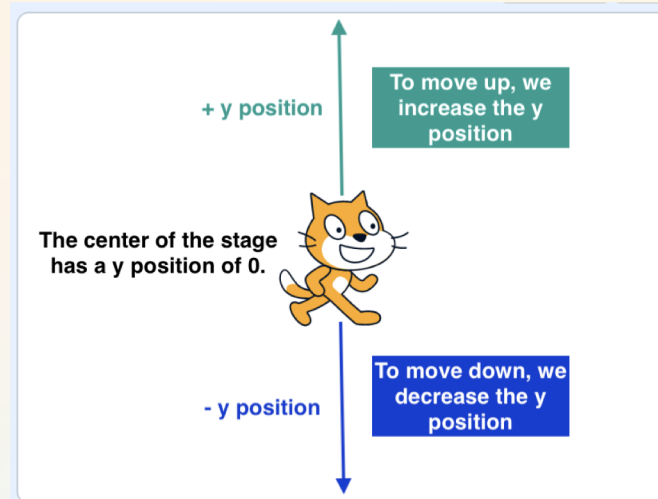 + y position
To move up, we
increase the y
position
The center of the stage
has a y position of 0.
- y position
To move down, we
decrease the y
position